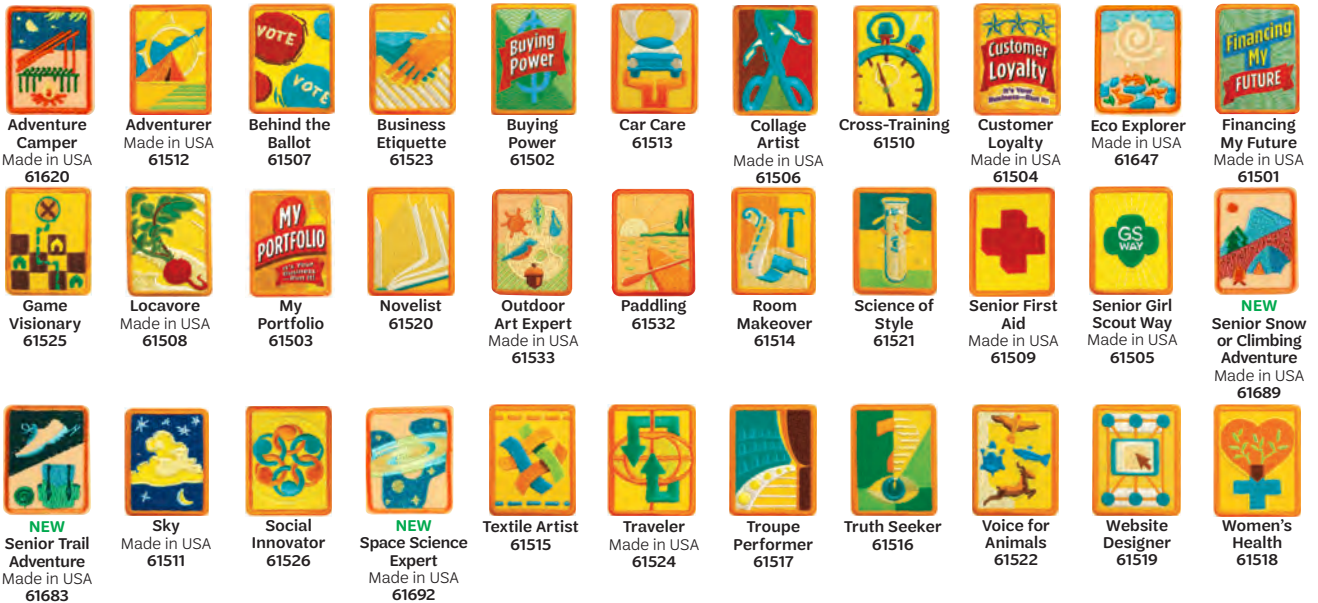 VOTE
VOTE
Buying
Power
Customer
Loyalty
It's Your
Business—Run It!
Financing
My
FUTURE
Adventure
Camper
Made in USA
61620
Adventurer
Made in USA
61512
Behind the
Ballot
61507
Business
Etiquette
61523
Buying
Power
61502
Car Care
61513
Collage
Artist
Made in USA
61506
Cross-Training
61510
Customer
Loyalty
Made in USA
61504
Eco Explorer
Made in USA
61647
Financing
My Future
Made in USA
61501
MY
PORTFOLIO
It's Your
Business
—Run It!
GS
WAY
Game
Visionary
61525
Locavore
Made in USA
61508
My
Portfolio
61503
Novelist
61520
Outdoor
Art Expert
Made in USA
61533
Paddling
61532
Room
Makeover
61514
Science of
Style
61521
Senior First
Aid
Made in USA
61509
Senior Girl
Scout Way
Made in USA
61505
NEW
Senior Snow
or Climbing
Adventure
Made in USA
61689
NEW
Senior Trail
Adventure
Made in USA
61683
Sky
Made in USA
61511
Social
Innovator
61526
NEW
Space Science
Expert
Made in USA
61692
Textile Artist
61515
Traveler
Made in USA
61524
Troupe
Performer
61517
Truth Seeker
61516
Voice for
Animals
61522
Website
Designer
61519
Women's
Health
61518